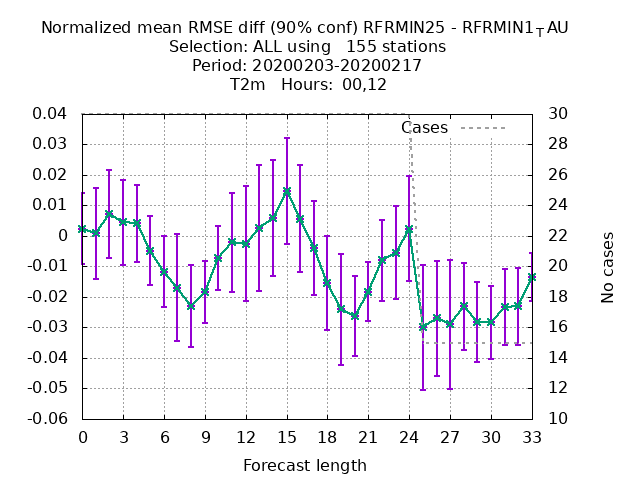 Normalized mean RMSE diff (90% conf) RFRMIN25 - RFRMIN1TAU
Selection: ALL using   155 stations
Period: 20200203-20200217
T2m   Hours: 00,12
Cases
0.04
0.03
0.02
0.01
0
-0.01
-0.02
-0.03
-0.04
-0.05
-0.06
30
28
26
24
22
20
18
16
14
12
10
No cases
0 3 6 9 12 15 18 21 24 27 30 33
Forecast length